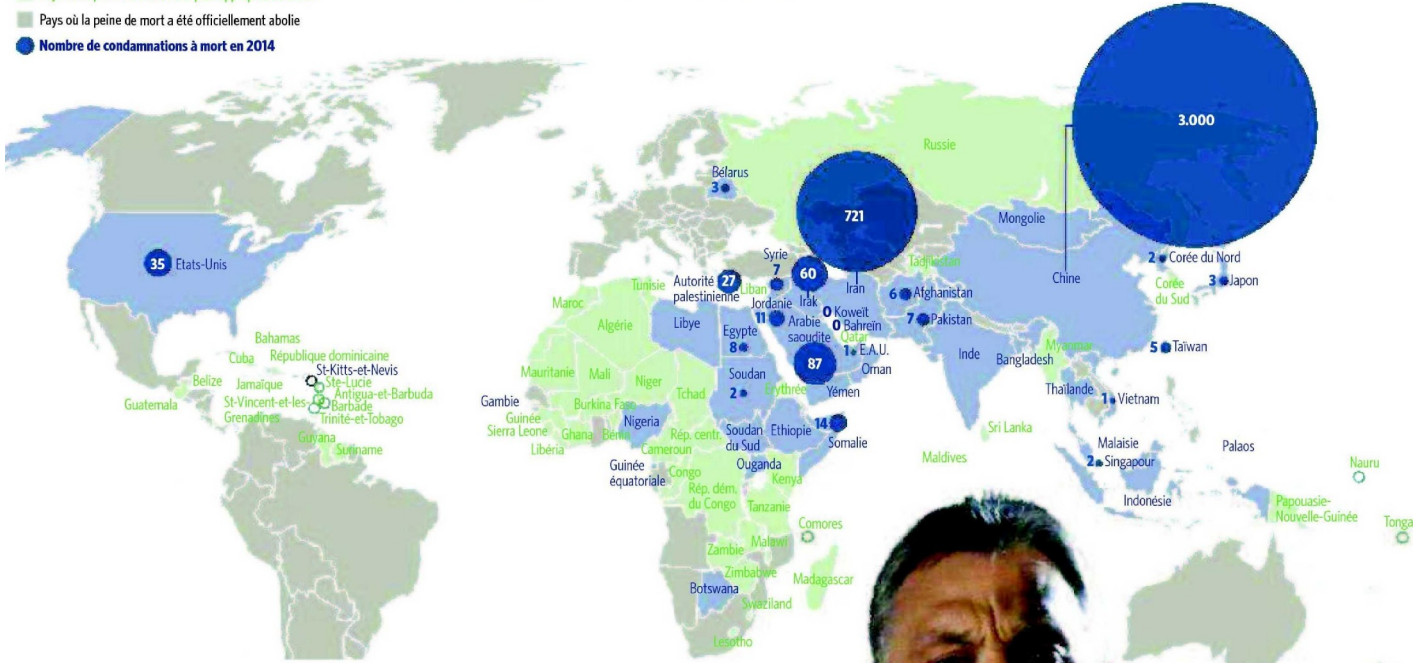 Pays où la peine de mort a été officiellement abolie
Nombre de condamnations à mort en 2014
3.000
Russie
Bélarus
3
721
Mongolie
35
Etats-Unis
Syrie
7
60
Irak
Iran
Tadjikistan
Chine
2
Corée du Nord
Corée
du Sud
3
Japon
Autorité
palestinienne
27
Liban
Jordanie
11
Tunisie
Maroc
Algérie
Libye
Egypte
8
0 Koweït
0 Bahreïn
Arabie
saoudite
87
Qatar
1
E.A.U.
Oman
6
Afghanistan
7
Pakistan
Inde
Bangladesh
Myanmar
5
Taïwan
Thaïlande
1
Vietnam
Bahamas
Cuba
République dominicaine
St-Kitts-et-Nevis
Belize
Jamaïque
Ste-Lucie
Antigua-et-Barbuda
Guatemala
St-Vincent-et-les-
Grenadines
Barbade
Trinité-et-Tobago
Guyana
Suriname
Mauritanie
Mali
Niger
Tchad
Soudan
2
Erythrée
Yémen
Gambie
Guinée
Sierra Leone
Burkina Faso
Ghana
Bénin
Libéria
Nigeria
Rép. centr.
Cameroun
Soudan
du Sud
Ethiopie
14
Somalie
Guinée
équatoriale
Congo
Ouganda
Kenya
Rép. dém.
du Congo
Tanzanie
Sri Lanka
Maldives
Malaisie
2
Singapour
Indonésie
Palaos
Nauru
Papouasie-
Nouvelle-Guinée
Tonga
Comores
Zambie
Malawi
Zimbabwe
Madagascar
Botswana
Swaziland
Lesotho